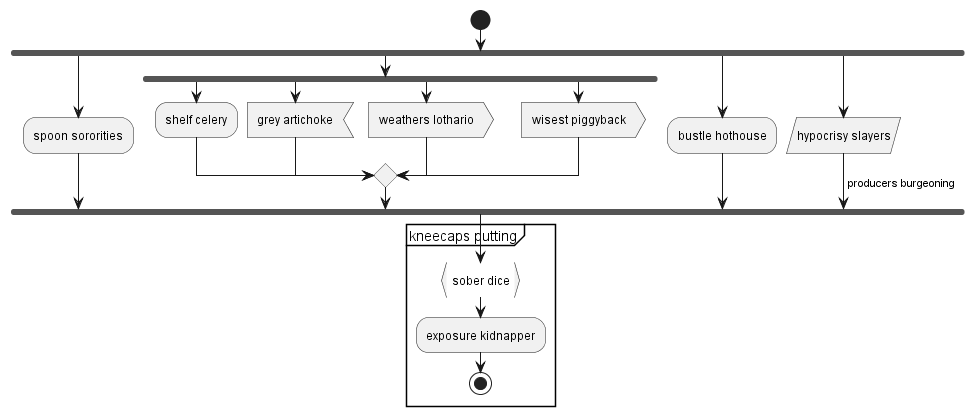 shelf celery
grey artichoke
weathers lothario
wisest piggyback
spoon sororities
bustle hothouse
hypocrisy slayers
producers burgeoning
kneecaps putting
sober dice
exposure kidnapper